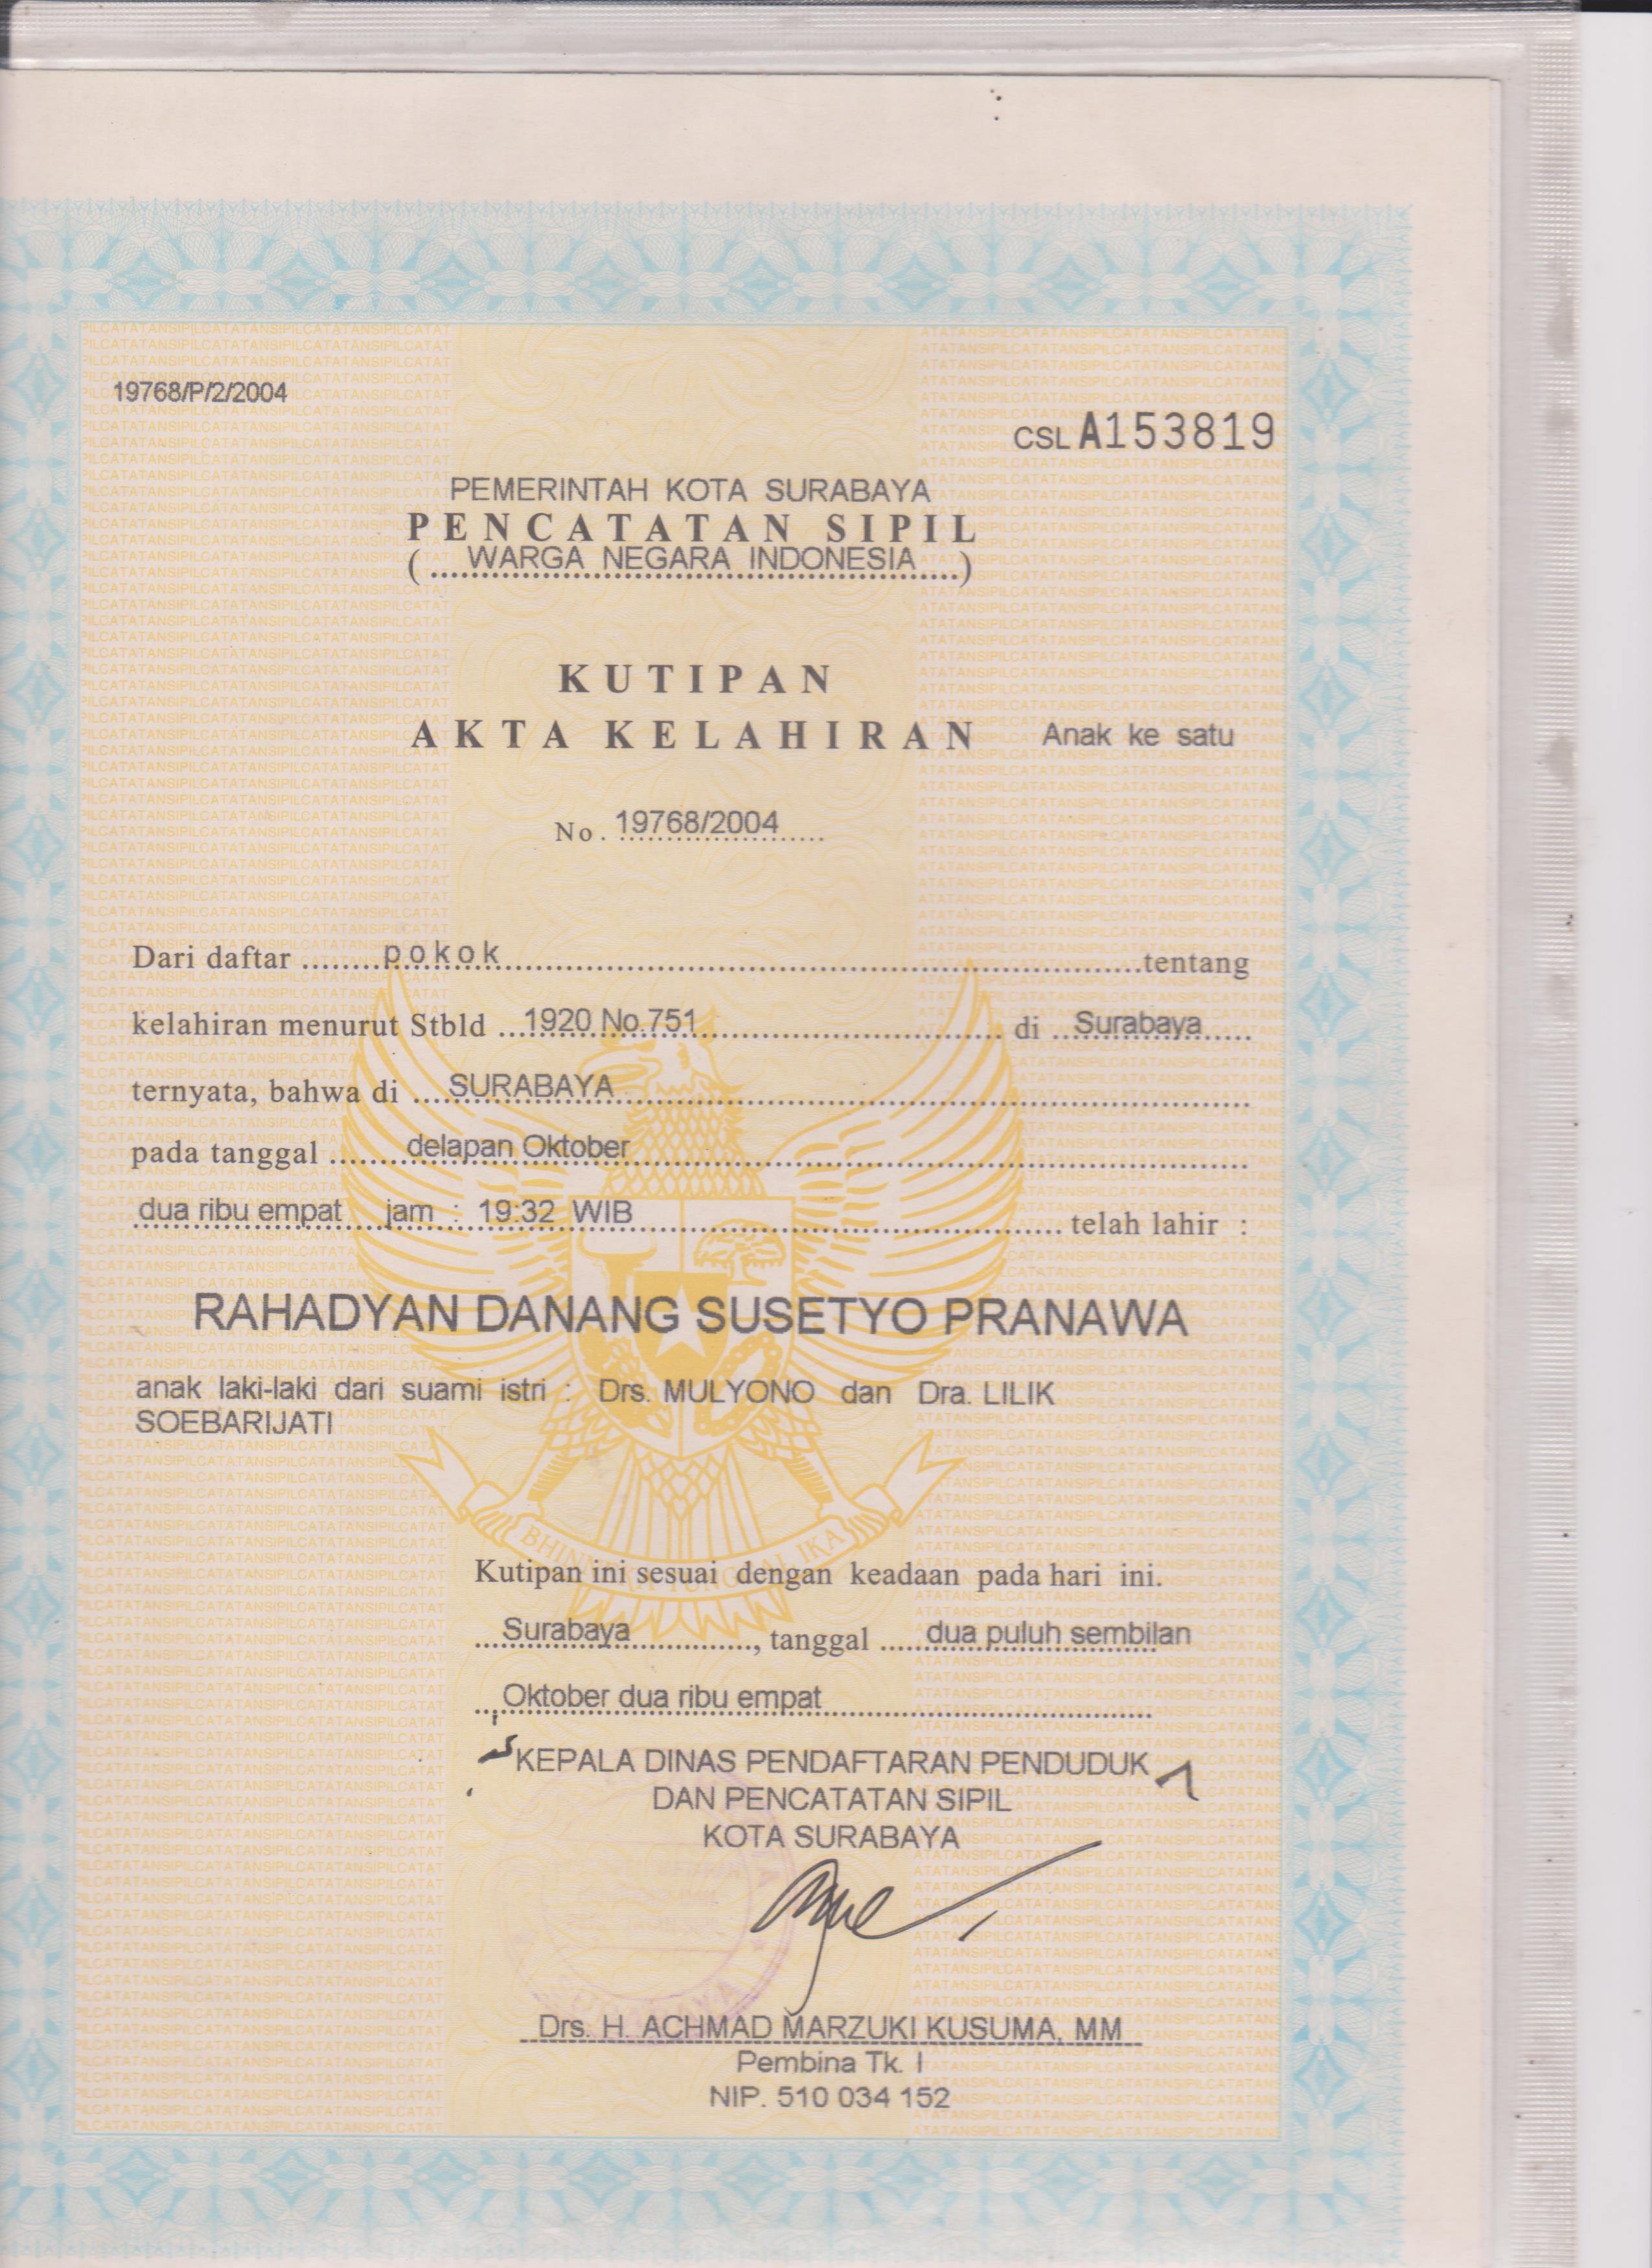 19768/P/2/2004
CSL A153819
PEMERINTAH KOTA SURABAYA
PENCATATAN SIPIL
( WARGA NEGARA INDONESIA )
KUTIPAN
AKTA KELAHIRAN Anak ke satu
No. 19768/2004
Dari daftar pokok tentang
kelahiran menurut Stbld 1920 No.751 di Surabaya
ternyata, bahwa di SURABAYA
pada tanggal delapan Oktober
dua ribu empat jam : 19:32 WIB telah lahir :
RAHADYAN DANANG SUSETYO PRANAWA
anak laki-laki dari suami istri : Drs. MULYONO dan Dra. LILIK
SOEBARIJATI
Kutipan ini sesuai dengan keadaan pada hari ini.
Surabaya, tanggal dua puluh sembilan
Oktober dua ribu empat
KEPALA DINAS PENDAFTARAN PENDUDUK
DAN PENCATATAN SIPIL
KOTA SURABAYA
Drs. H. ACHMAD MARZUKI KUSUMA, MM
Pembina Tk. I
NIP. 510 034 152